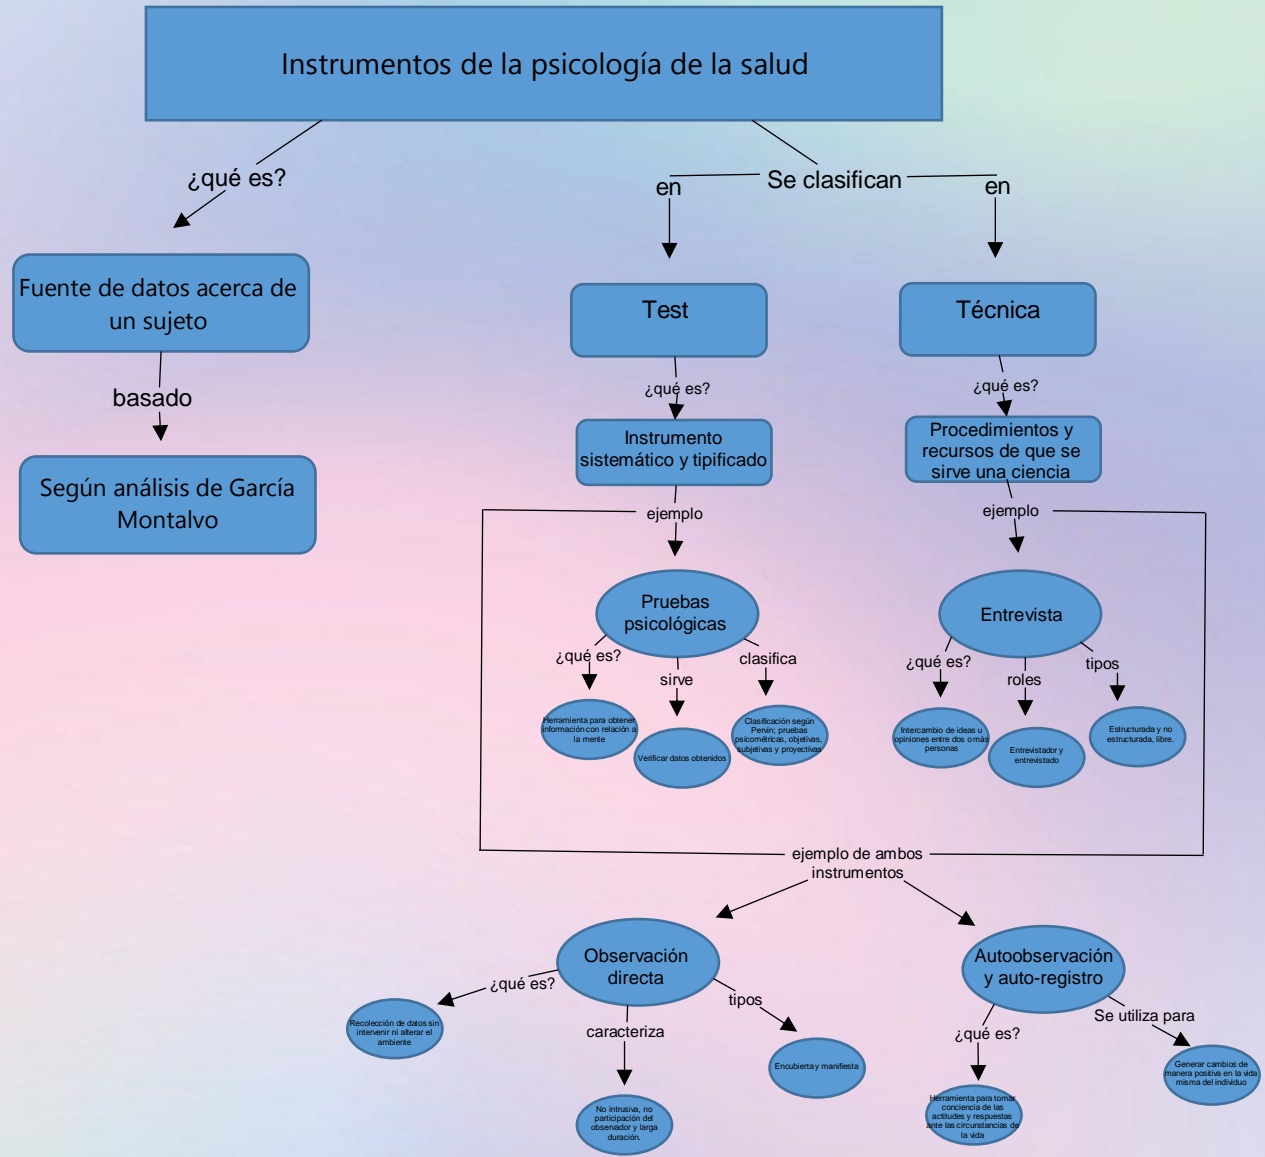 Instrumentos de la psicología de la salud
¿qué es?
Se clasifican
en
en
Fuente de datos acerca de
un sujeto
basado
Según análisis de García
Montalvo
Test
¿qué es?
Instrumento
sistemático y tipificado
ejemplo
Técnica
¿qué es?
Procedimientos y
recursos de que se
sirve una ciencia
ejemplo
Pruebas
psicológicas
¿qué es?
sirve
clasifica
Herramienta para obtener
información con relación a
la mente
Verificar datos obtenidos
Clasificación según
Pervin; pruebas
psicométricas, objetivas,
subjetivas y proyectivas
Entrevista
¿qué es?
roles
tipos
Intercambio de ideas u
opiniones entre dos o más
personas
Entrevistador y
entrevistado
Estructurada y no
estructurada, libre.
ejemplo de ambos
instrumentos
Observación
directa
¿qué es?
caracteriza
tipos
Recolección de datos sin
intervenir ni alterar el
ambiente
No intrusiva, no
participación del
observador y larga
duración.
Encubierta y manifiesta
Autoobservación
y auto-registro
¿qué es?
Se utiliza para
Herramienta para tomar
conciencia de las
actitudes y respuestas
ante las circunstancias de
la vida
Generar cambios de
manera positiva en la vida
misma del individuo